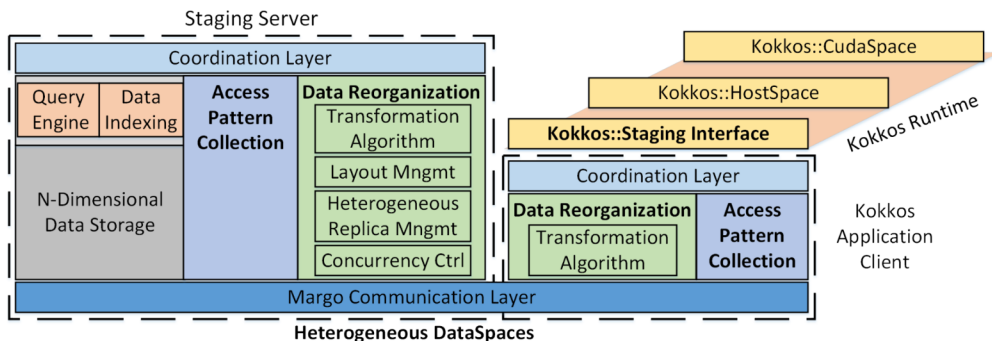 Staging Server
Coordination Layer
Query
Engine
Data
Indexing
N-Dimensional
Data Storage
Access
Pattern
Collection
Data Reorganization
Transformation
Algorithm
Layout Mngmt
Heterogeneous
Replica Mngmt
Concurrency Ctrl
Kokkos::CudaSpace
Kokkos::HostSpace
Kokkos::Staging Interface
Kokkos Runtime
Coordination Layer
Data Reorganization
Transformation
Algorithm
Access
Pattern
Collection
Kokkos
Application
Client
Margo Communication Layer
Heterogeneous DataSpaces